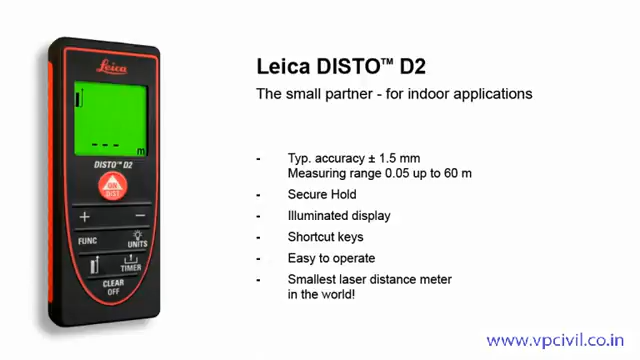 Leica DISTO™ D2
The small partner - for indoor applications
- Typ. accuracy ± 1.5 mm
Measuring range 0.05 up to 60 m
- Secure Hold
- Illuminated display
- Shortcut keys
- Easy to operate
- Smallest laser distance meter
in the world!
Leica
- - -
m
DISTO™ D2
ON
DIST
+ −
FUNC UNITS
TIMER
CLEAR
OFF
www.vpcivil.co.in